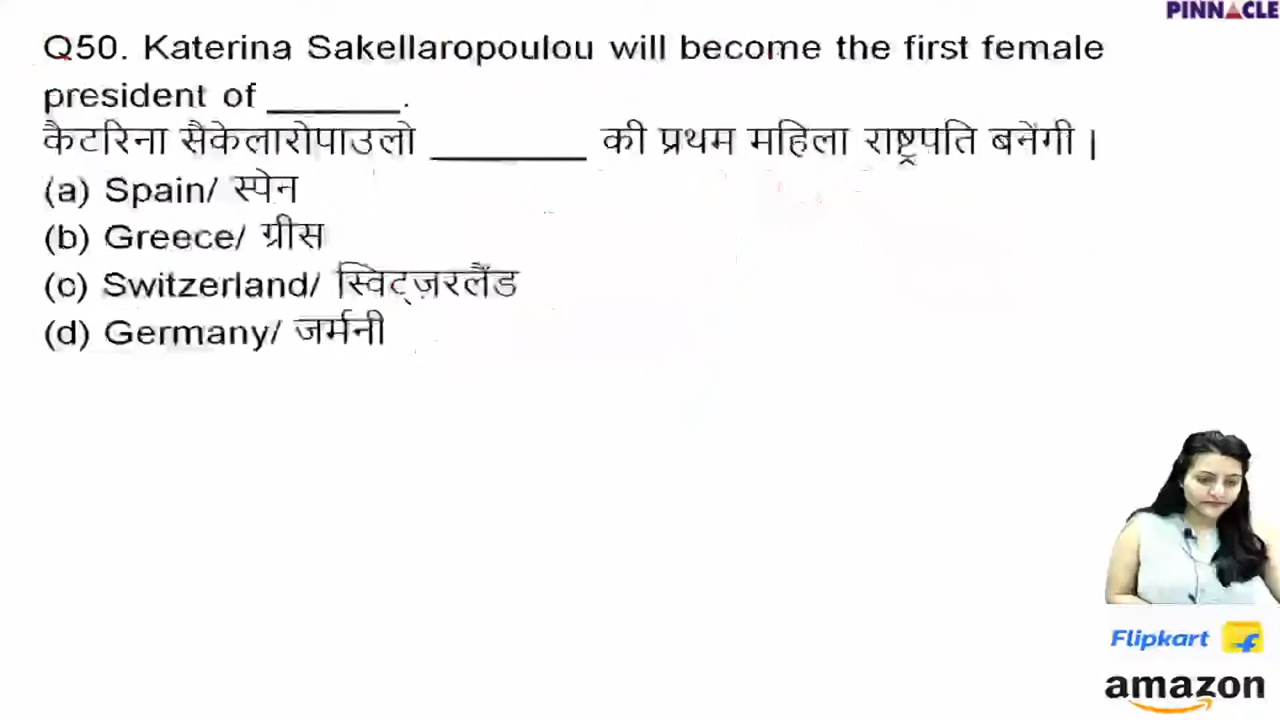 PINNACLE
Q50. Katerina Sakellaropoulou will become the first female
president of _______.
कैटरिना सैकेलारोपाउलो ________ की प्रथम महिला राष्ट्रपति बनेंगी |
(a) Spain/ स्पेन
(b) Greece/ ग्रीस
(c) Switzerland/ स्विट्ज़रलैंड
(d) Germany/ जर्मनी
Flipkart
amazon